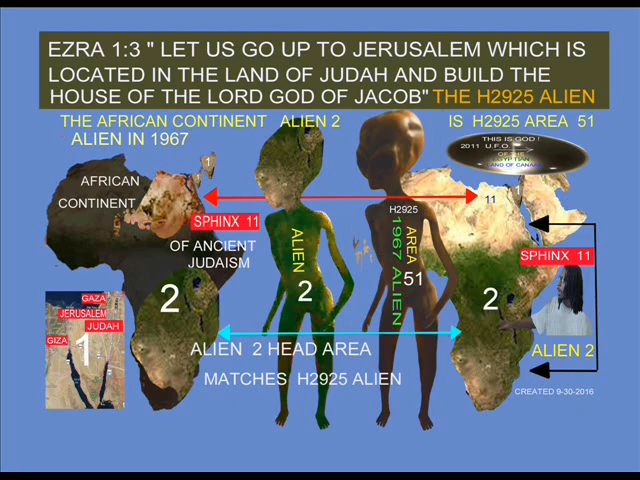 EZRA 1:3 " LET US GO UP TO JERUSALEM WHICH IS
LOCATED IN THE LAND OF JUDAH AND BUILD THE
HOUSE OF THE LORD GOD OF JACOB" THE H2925 ALIEN
THE AFRICAN CONTINENT ALIEN 2 IS H2925 AREA 51
ALIEN IN 1967
THIS IS GOD !
2011 U.F.O.
EGYPTIAN
LAND OF CANAAN
1
AFRICAN
CONTINENT
11
H2925
SPHINX 11
OF ANCIENT
JUDAISM
ALIEN
2
AREA
51
1967 ALIEN
SPHINX 11
2
2
GAZA
JERUSALEM
JUDAH
GIZA
1
ALIEN 2 HEAD AREA
ALIEN 2
MATCHES H2925 ALIEN
CREATED 9-30-2016